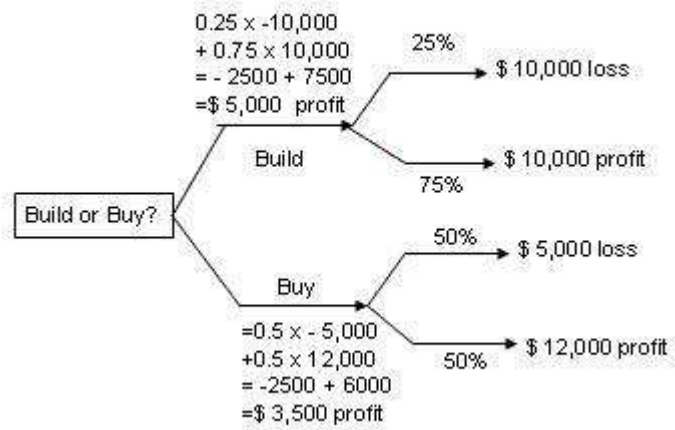 0.25 x -10,000
+ 0.75 x 10,000
= - 2500 + 7500
=$ 5,000 profit
25%
$ 10,000 loss
Build
$ 10,000 profit
75%
Build or Buy?
50%
$ 5,000 loss
Buy
=0.5 x - 5,000
+0.5 x 12,000
= -2500 + 6000
=$ 3,500 profit
50%
$ 12,000 profit